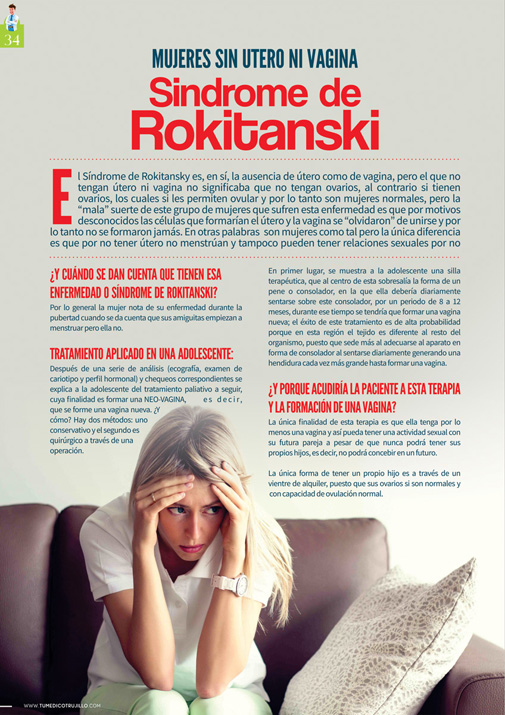 34
MUJERES SIN UTERO NI VAGINA
Sindrome de
Rokitanski
El Síndrome de Rokitansky es, en sí, la ausencia de útero como de vagina, pero el que no
tengan útero ni vagina no significaba que no tengan ovarios, al contrario si tienen
ovarios, los cuales si les permiten ovular y por lo tanto son mujeres normales, pero la
“mala” suerte de este grupo de mujeres que sufren esta enfermedad es que por motivos
desconocidos las células que formarían el útero y la vagina se “olvidaron” de unirse y por
lo tanto no se formaron jamás. En otras palabras son mujeres como tal pero la única diferencia
es que por no tener útero no menstrúan y tampoco pueden tener relaciones sexuales por no
¿Y CUÁNDO SE DAN CUENTA QUE TIENEN ESA
ENFERMEDAD O SÍNDROME DE ROKITANSKI?
Por lo general la mujer nota de su enfermedad durante la
pubertad cuando se da cuenta que sus amiguitas empiezan a
menstruar pero ella no.
TRATAMIENTO APLICADO EN UNA ADOLESCENTE:
Después de una serie de análisis (ecografía, examen de
cariotipo y perfil hormonal) y chequeos correspondientes se
explica a la adolescente del tratamiento paliativo a seguir,
cuya finalidad es formar una NEO-VAGINA, es decir,
que se forme una vagina nueva. ¿Y
cómo? Hay dos métodos: uno
conservativo y el segundo es
quirúrgico a través de una
operación.
En primer lugar, se muestra a la adolescente una silla
terapéutica, que al centro de esta sobresalía la forma de un
pene o consolador, en la que ella debería diariamente
sentarse sobre este consolador, por un periodo de 8 a 12
meses, durante ese tiempo se tendría que formar una vagina
nueva; el éxito de este tratamiento es de alta probabilidad
porque en esta región el tejido es diferente al resto del
organismo, puesto que sede más al adecuarse al aparato en
forma de consolador al sentarse diariamente generando una
hendidura cada vez más grande hasta formar una vagina.
¿Y PORQUE ACUDIRÍA LA PACIENTE A ESTA TERAPIA
Y LA FORMACIÓN DE UNA VAGINA?
La única finalidad de esta terapia es que ella tenga por lo
menos una vagina y así pueda tener una actividad sexual con
su futura pareja a pesar de que nunca podrá tener sus
propios hijos, es decir, no podrá concebir en un futuro.
La única forma de tener un propio hijo es a través de un
vientre de alquiler, puesto que sus ovarios si son normales y
con capacidad de ovulación normal.
WWW.TUMEDICOTRUJILLO.COM